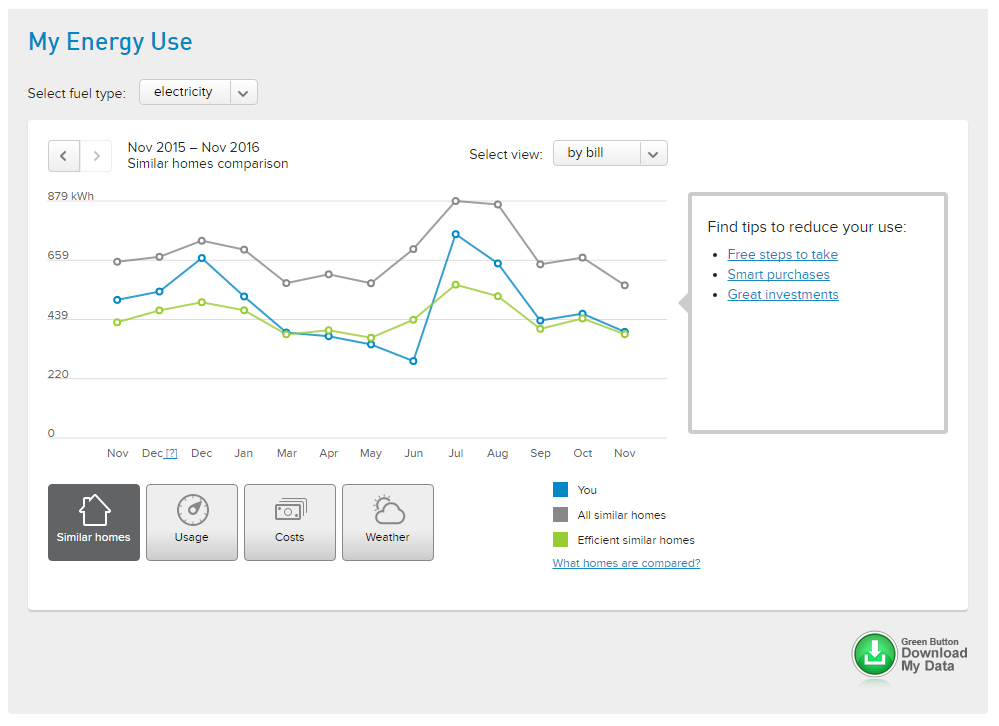 My Energy Use
Select fuel type: electricity
Nov 2015 – Nov 2016
Similar homes comparison
Select view: by bill
879 kWh
659
439
220
0
Nov Dec [?] Dec Jan Mar Apr May Jun Jul Aug Sep Oct Nov
Find tips to reduce your use:
• Free steps to take
• Smart purchases
• Great investments
Similar homes
Usage
Costs
Weather
You
All similar homes
Efficient similar homes
What homes are compared?
Green Button
Download
My Data